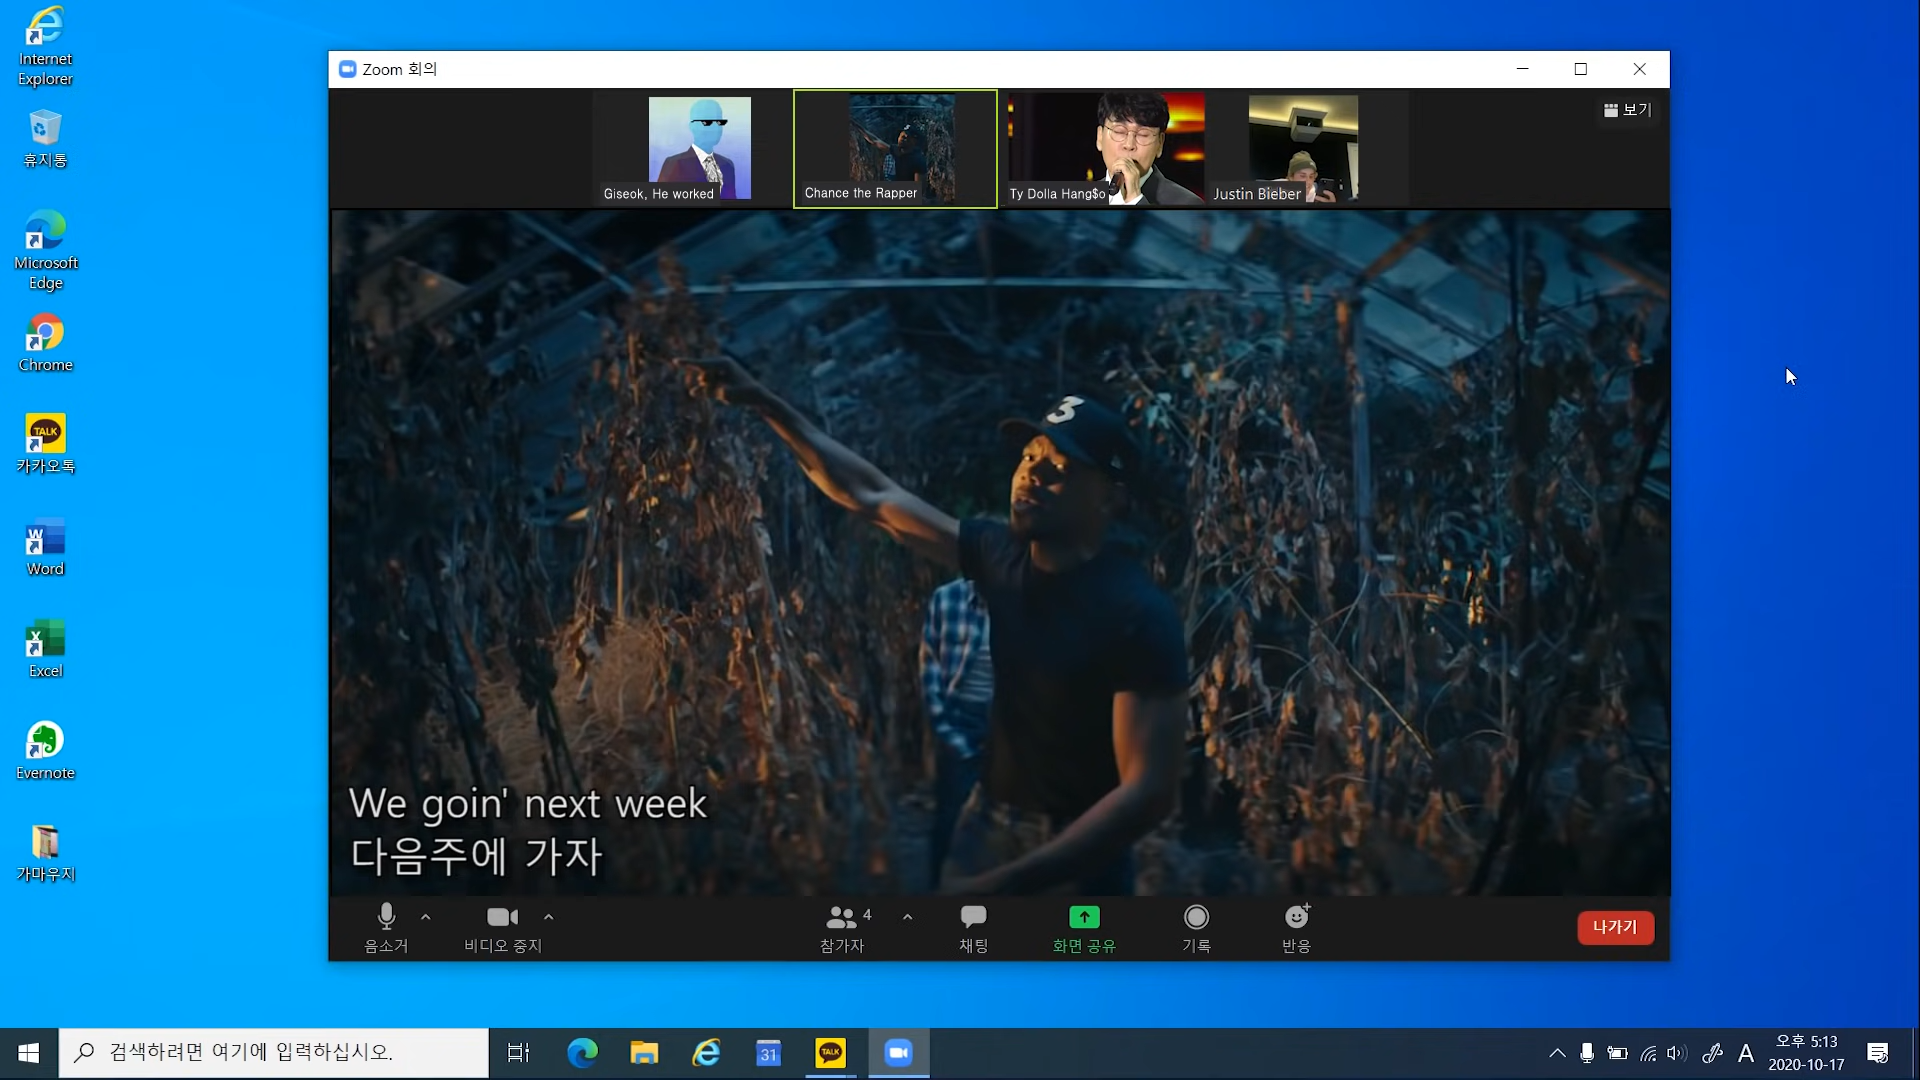 Internet
Explorer
휴지통
Microsoft
Edge
Chrome
TALK
카카오톡
W
Word
X
Excel
Evernote
가마우지
Zoom 회의
보기
Giseok, He worked
Chance the Rapper
Ty Dolla Hang$o
Justin Bieber
3
We goin' next week
다음주에 가자
음소거
비디오 중지
4
참가자
채팅
화면 공유
기록
반응
나가기
검색하려면 여기에 입력하십시오.
31
TALK
A
오후 5:13
2020-10-17